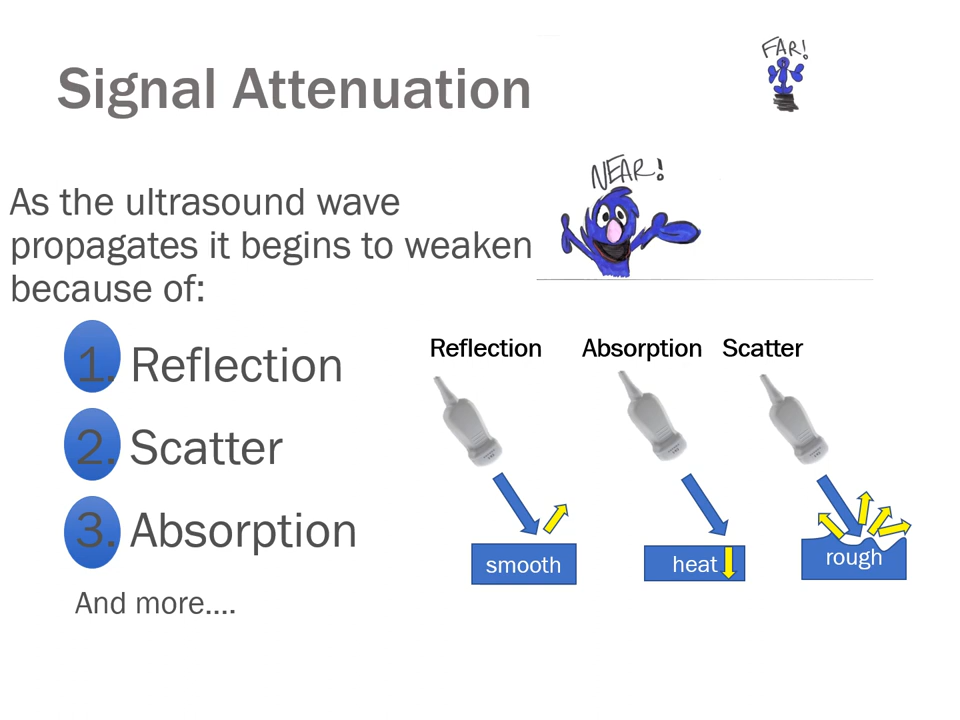 Signal Attenuation
FAR!
NEAR!
As the ultrasound wave
propagates it begins to weaken
because of:
1. Reflection
2. Scatter
3. Absorption
And more....
Reflection Absorption Scatter
smooth heat rough